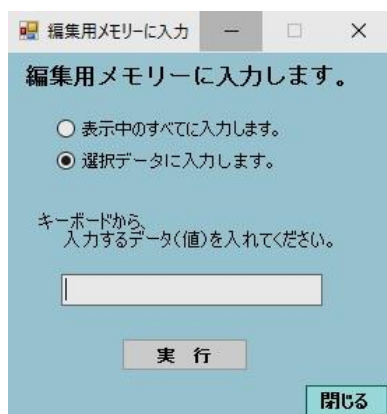 編集用メモリーに入力
編集用メモリーに入力します。
表示中のすべてに入力します。
選択データに入力します。
キーボードから、
入力するデータ(値)を入れてください。
実 行
閉じる